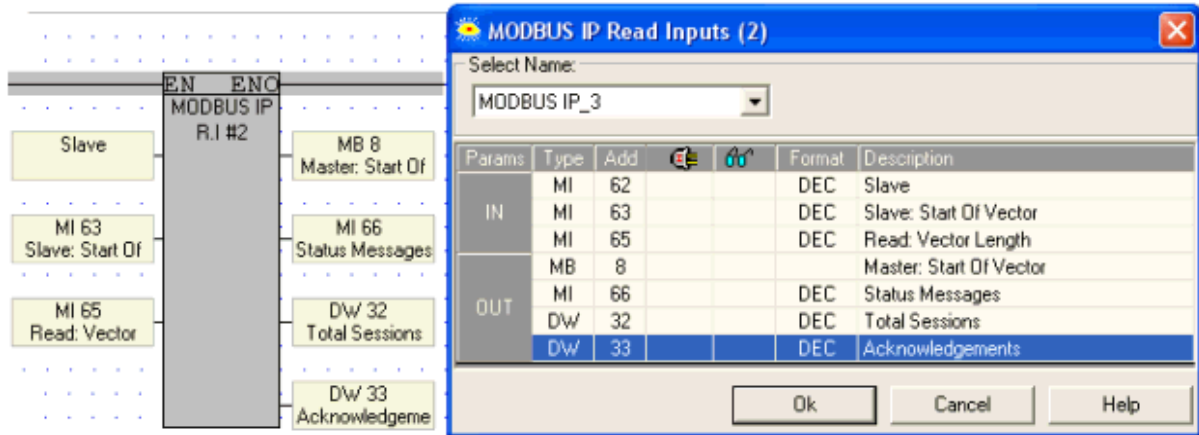 EN ENO
MODBUS IP
R.I #2
Slave
MI 63
Slave: Start Of
MI 65
Read: Vector
MB 8
Master: Start Of
MI 66
Status Messages
DW 32
Total Sessions
DW 33
Acknowledgeme
MODBUS IP Read Inputs (2)
Select Name:
MODBUS IP_3
Params Type Add Format Description
IN
MI 62 DEC Slave
MI 63 DEC Slave: Start Of Vector
MI 65 DEC Read: Vector Length
OUT
MB 8 Master: Start Of Vector
MI 66 DEC Status Messages
DW 32 DEC Total Sessions
DW 33 DEC Acknowledgements
Ok Cancel Help